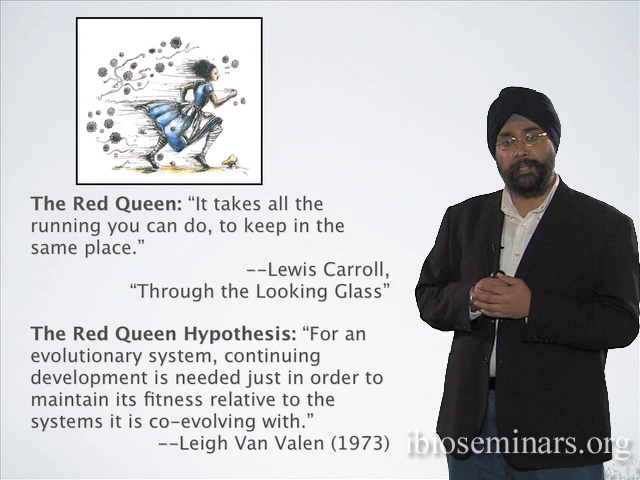 The Red Queen: “It takes all the
running you can do, to keep in the
same place.”
--Lewis Carroll,
“Through the Looking Glass”
The Red Queen Hypothesis: “For an
evolutionary system, continuing
development is needed just in order to
maintain its fitness relative to the
systems it is co-evolving with.”
--Leigh Van Valen (1973)
ibioseminars.org